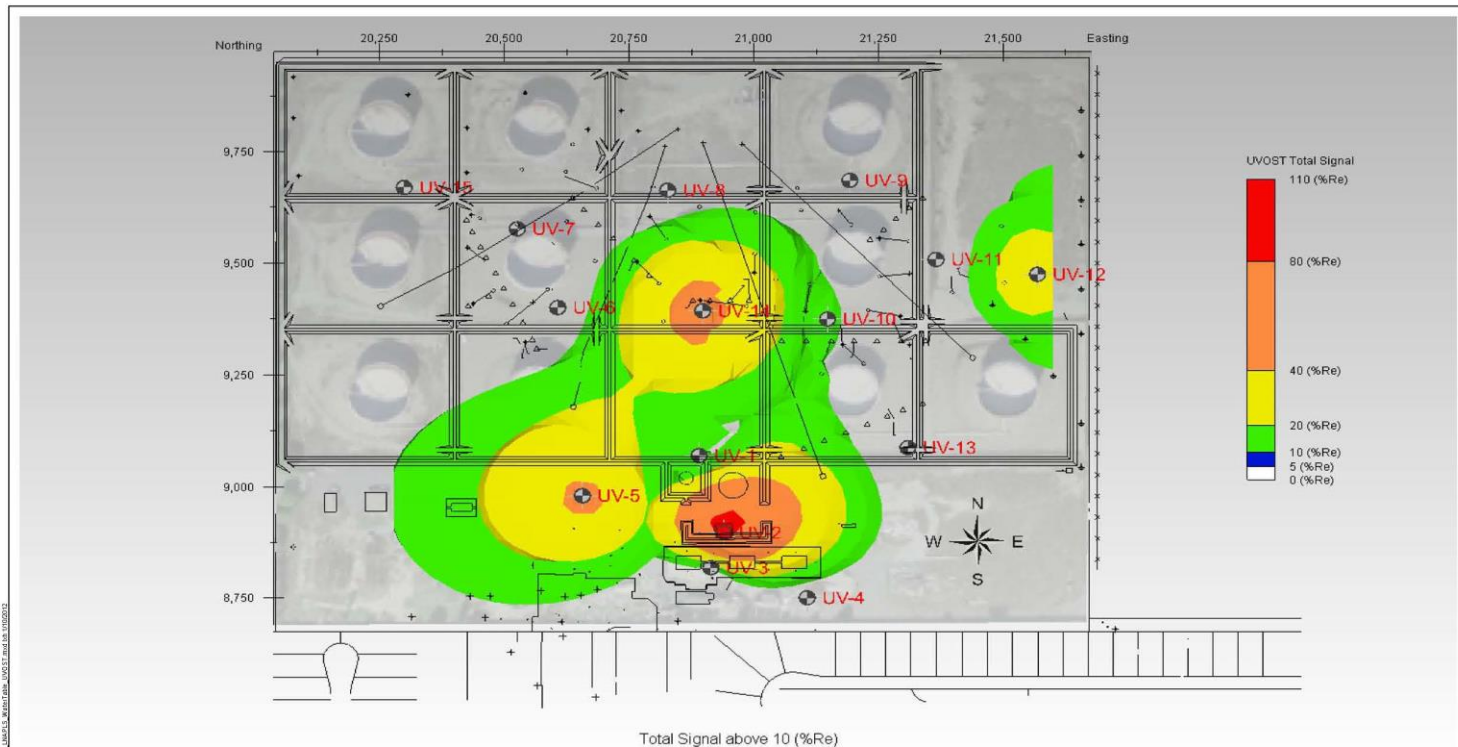 Northing
20,250
20,500
20,750
21,000
21,250
21,500
Easting
9,750
9,500
9,250
9,000
8,750
UV-15
UV-8
UV-9
UV-7
UV-11
UV-12
UV-6
UV-14
UV-10
UV-1
UV-13
UV-5
UV-2
UV-3
UV-4
N
W
E
S
UVOST Total Signal
110 (%Re)
80 (%Re)
40 (%Re)
20 (%Re)
10 (%Re)
5 (%Re)
0 (%Re)
Total Signal above 10 (%Re)